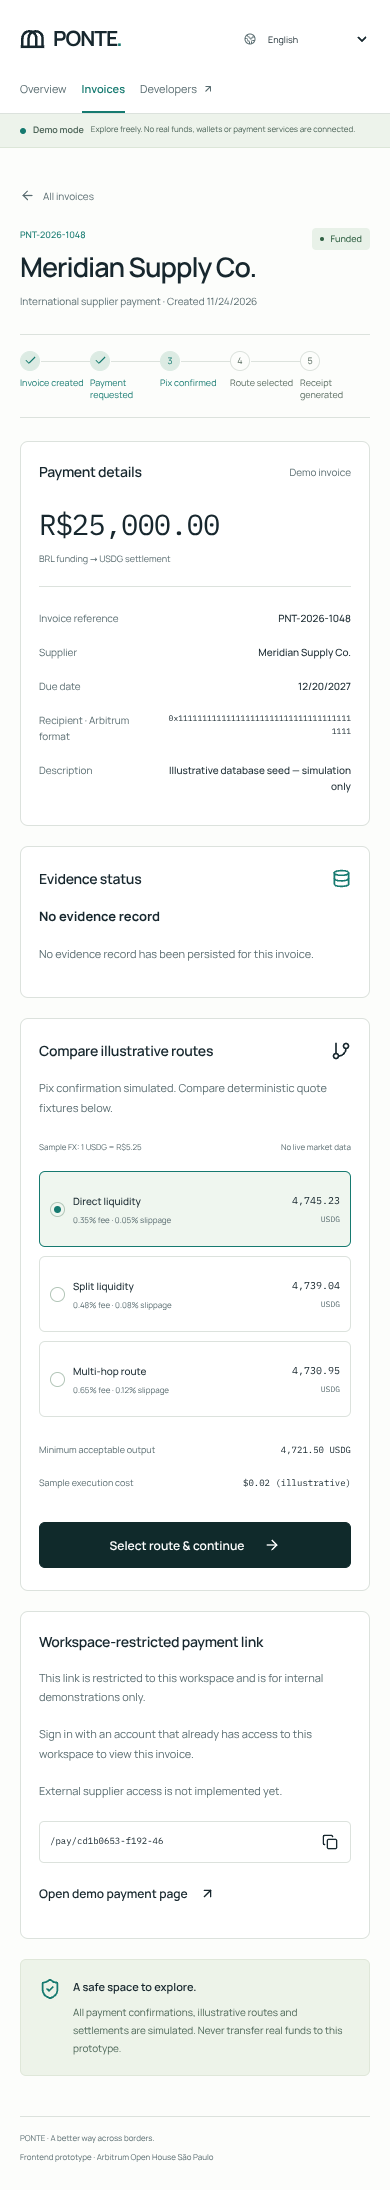 PONTE.
English
Overview Invoices Developers
Demo mode Explore freely. No real funds, wallets or payment services are connected.
All invoices
PNT-2026-1048
Funded
Meridian Supply Co.
International supplier payment · Created 11/24/2026
3 4 5
Invoice created Payment requested Pix confirmed Route selected Receipt generated
Payment details Demo invoice
R$25,000.00
BRL funding → USDG settlement
Invoice reference PNT-2026-1048
Supplier Meridian Supply Co.
Due date 12/20/2027
Recipient · Arbitrum format
0x111111111111111111111111111111111111
1111
Description Illustrative database seed — simulation
only
Evidence status
No evidence record
No evidence record has been persisted for this invoice.
Compare illustrative routes
Pix confirmation simulated. Compare deterministic quote
fixtures below.
Sample FX: 1 USDG = R$5.25 No live market data
Direct liquidity 4,745.23
0.35% fee · 0.05% slippage USDG
Split liquidity 4,739.04
0.48% fee · 0.08% slippage USDG
Multi-hop route 4,730.95
0.65% fee · 0.12% slippage USDG
Minimum acceptable output 4,721.50 USDG
Sample execution cost $0.02 (illustrative)
Select route & continue
Workspace-restricted payment link
This link is restricted to this workspace and is for internal
demonstrations only.
Sign in with an account that already has access to this
workspace to view this invoice.
External supplier access is not implemented yet.
/pay/cd1b0653-f192-46
Open demo payment page
A safe space to explore.
All payment confirmations, illustrative routes and
settlements are simulated. Never transfer real funds to this
prototype.
PONTE · A better way across borders.
Frontend prototype · Arbitrum Open House São Paulo